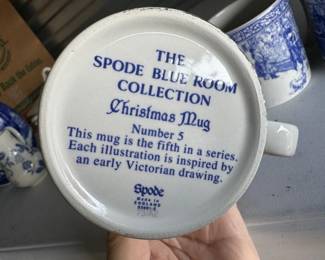 THE
SPODE BLUE ROOM
COLLECTION
Christmas Mug
Number 5
This mug is the fifth in a series.
Each illustration is inspired by
an early Victorian drawing.
Spode
Made in
ENGLAND